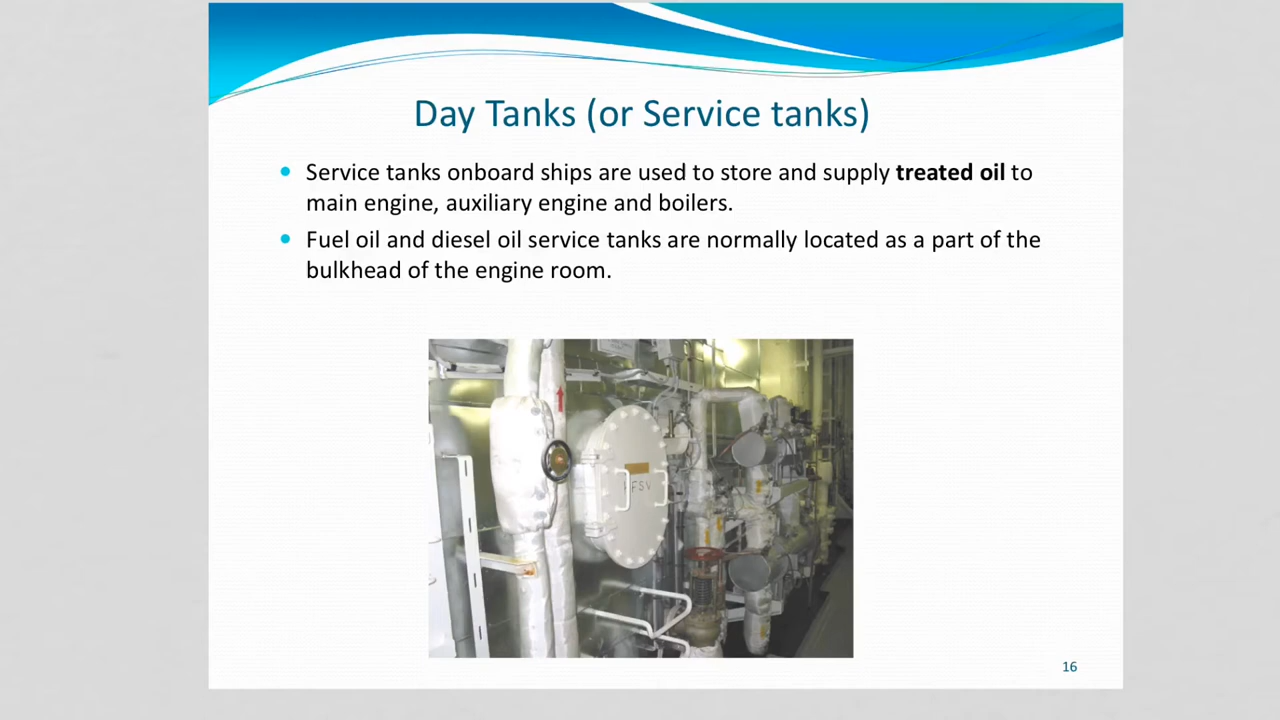 Day Tanks (or Service tanks)
Service tanks onboard ships are used to store and supply treated oil to
main engine, auxiliary engine and boilers.
Fuel oil and diesel oil service tanks are normally located as a part of the
bulkhead of the engine room.
16